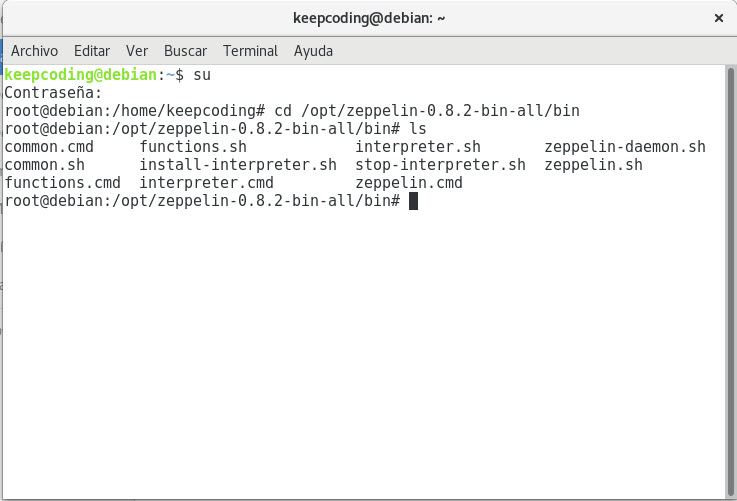 keepcoding@debian: ~
Archivo Editar Ver Buscar Terminal Ayuda
keepcoding@debian:~$ su
Contraseña:
root@debian:/home/keepcoding# cd /opt/zeppelin-0.8.2-bin-all/bin
root@debian:/opt/zeppelin-0.8.2-bin-all/bin# ls
common.cmd functions.sh interpreter.sh zeppelin-daemon.sh
common.sh install-interpreter.sh stop-interpreter.sh zeppelin.sh
functions.cmd interpreter.cmd zeppelin.cmd
root@debian:/opt/zeppelin-0.8.2-bin-all/bin#